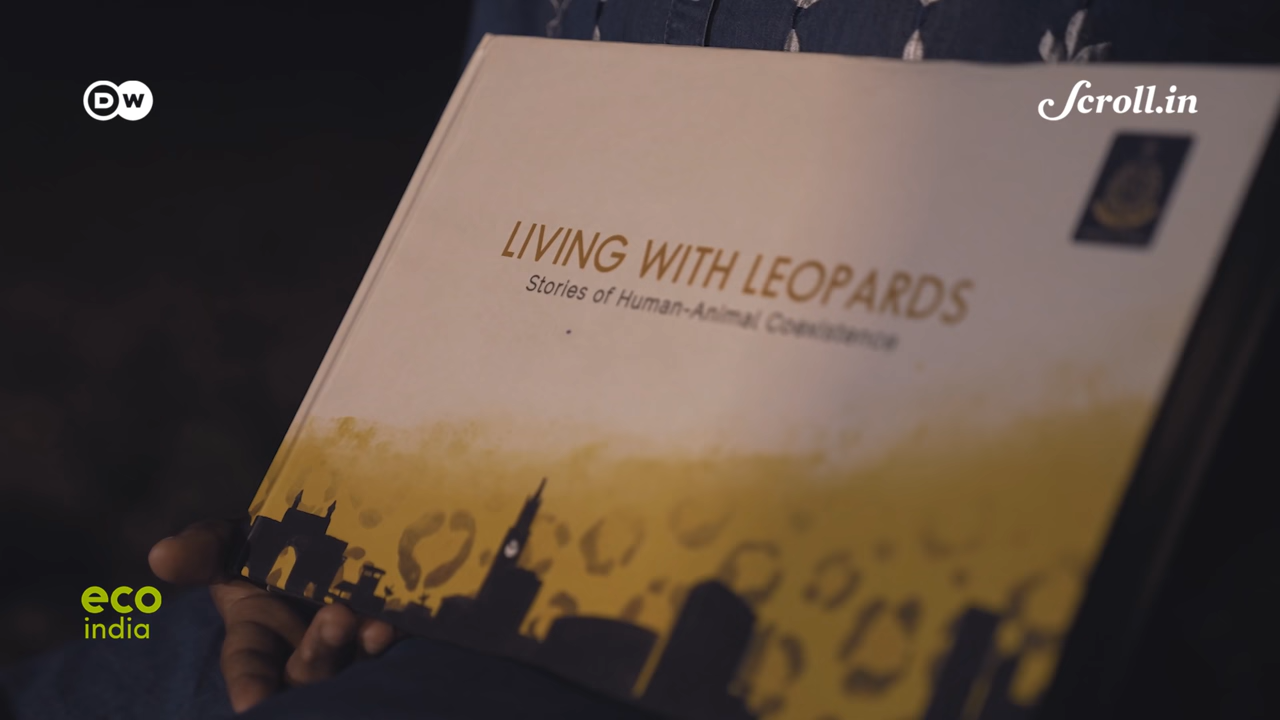 DW
Scroll.in
LIVING WITH LEOPARDS
Stories of Human-Animal Coexistence
eco
india